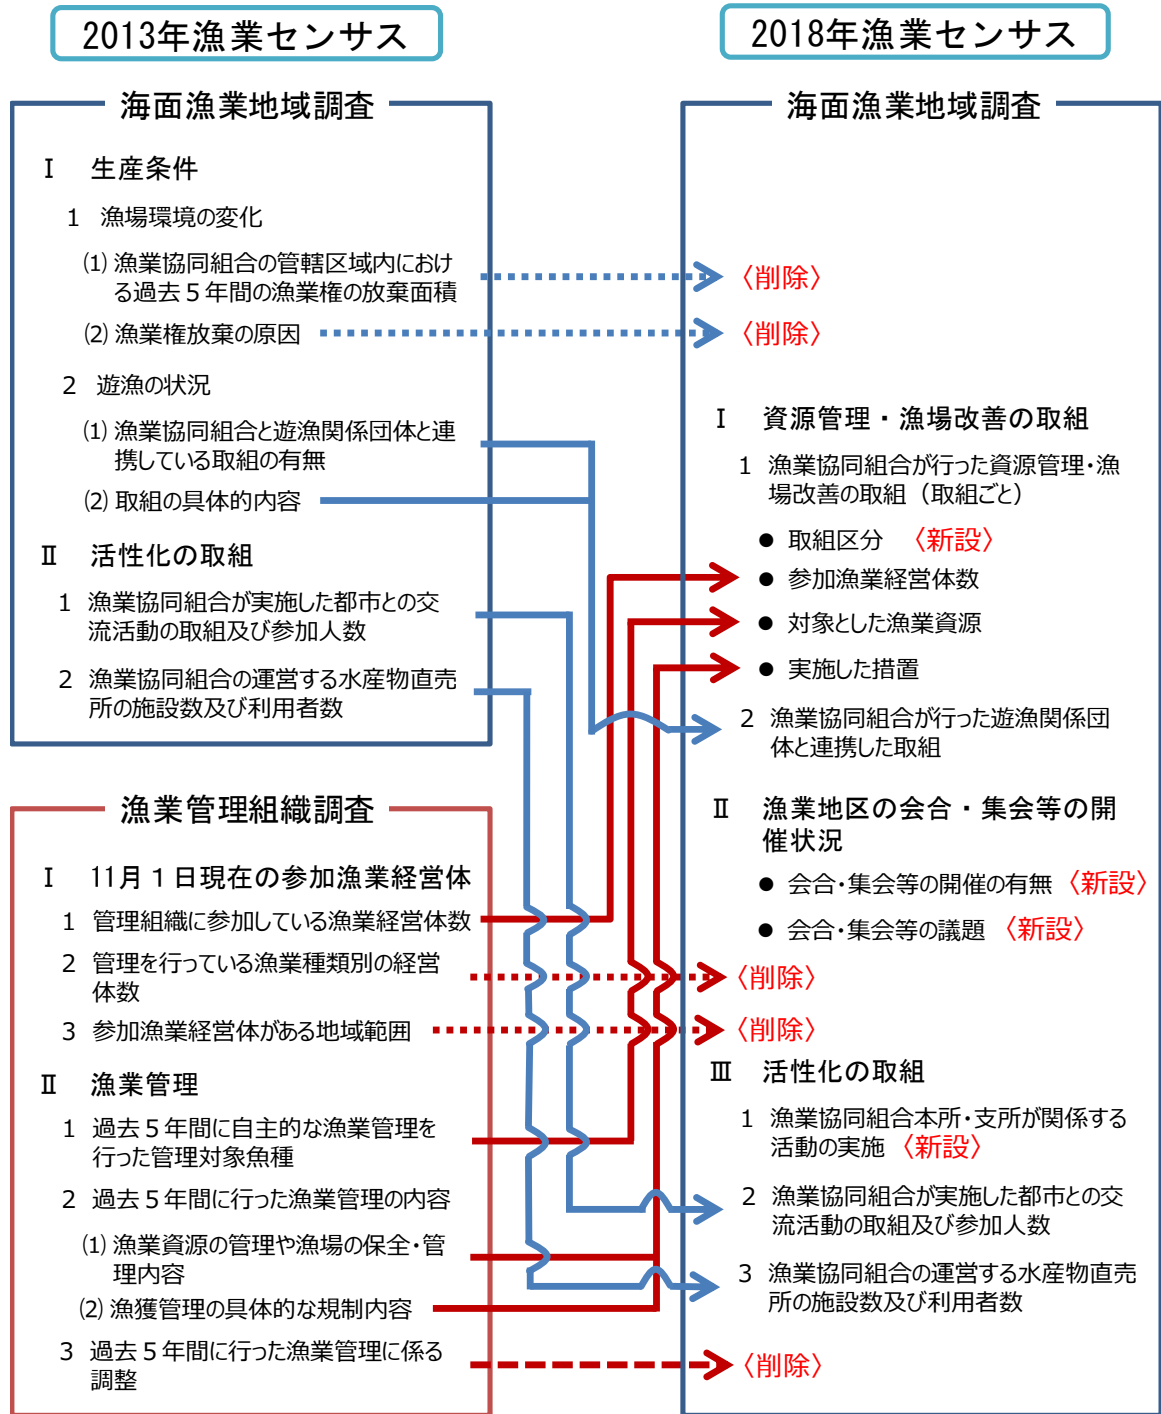 2013年漁業センサス
海面漁業地域調査
Ⅰ 生産条件
1 漁場環境の変化
⑴ 漁業協同組合の管轄区域内におけ
る過去５年間の漁業権の放棄面積
⑵ 漁業権放棄の原因
2 遊漁の状況
⑴ 漁業協同組合と遊漁関係団体と連
携している取組の有無
⑵ 取組の具体的内容
Ⅱ 活性化の取組
1 漁業協同組合が実施した都市との交
流活動の取組及び参加人数
2 漁業協同組合の運営する水産物直売
所の施設数及び利用者数
漁業管理組織調査
Ⅰ 11月１日現在の参加漁業経営体
1 管理組織に参加している漁業経営体数
2 管理を行っている漁業種類別の経営
体数
3 参加漁業経営体がある地域範囲
Ⅱ 漁業管理
1 過去５年間に自主的な漁業管理を
行った管理対象魚種
2 過去５年間に行った漁業管理の内容
⑴ 漁業資源の管理や漁場の保全・管
理内容
⑵ 漁獲管理の具体的な規制内容
3 過去５年間に行った漁業管理に係る
調整
2018年漁業センサス
海面漁業地域調査
〈削除〉
〈削除〉
Ⅰ 資源管理・漁場改善の取組
1 漁業協同組合が行った資源管理・漁
場改善の取組（取組ごと）
● 取組区分 〈新設〉
● 参加漁業経営体数
● 対象とした漁業資源
● 実施した措置
2 漁業協同組合が行った遊漁関係団
体と連携した取組
Ⅱ 漁業地区の会合・集会等の開
催状況
● 会合・集会等の開催の有無 〈新設〉
● 会合・集会等の議題 〈新設〉
〈削除〉
〈削除〉
Ⅲ 活性化の取組
1 漁業協同組合本所・支所が関係する
活動の実施 〈新設〉
2 漁業協同組合が実施した都市との交
流活動の取組及び参加人数
3 漁業協同組合の運営する水産物直売
所の施設数及び利用者数
〈削除〉